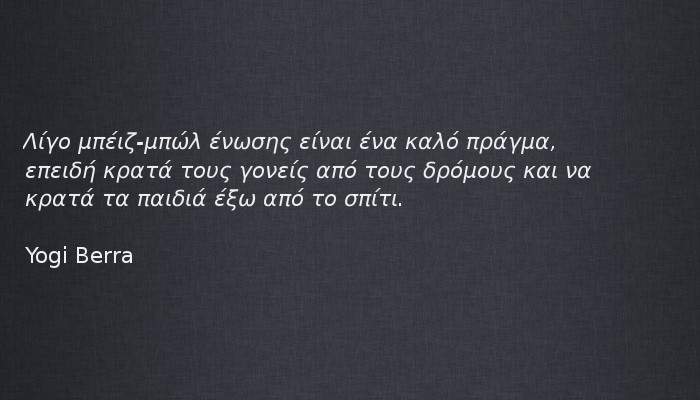 Λίγο μπέιζ-μπώλ ένωσης είναι ένα καλό πράγμα,
επειδή κρατά τους γονείς από τους δρόμους και να
κρατά τα παιδιά έξω από το σπίτι.
Yogi Berra